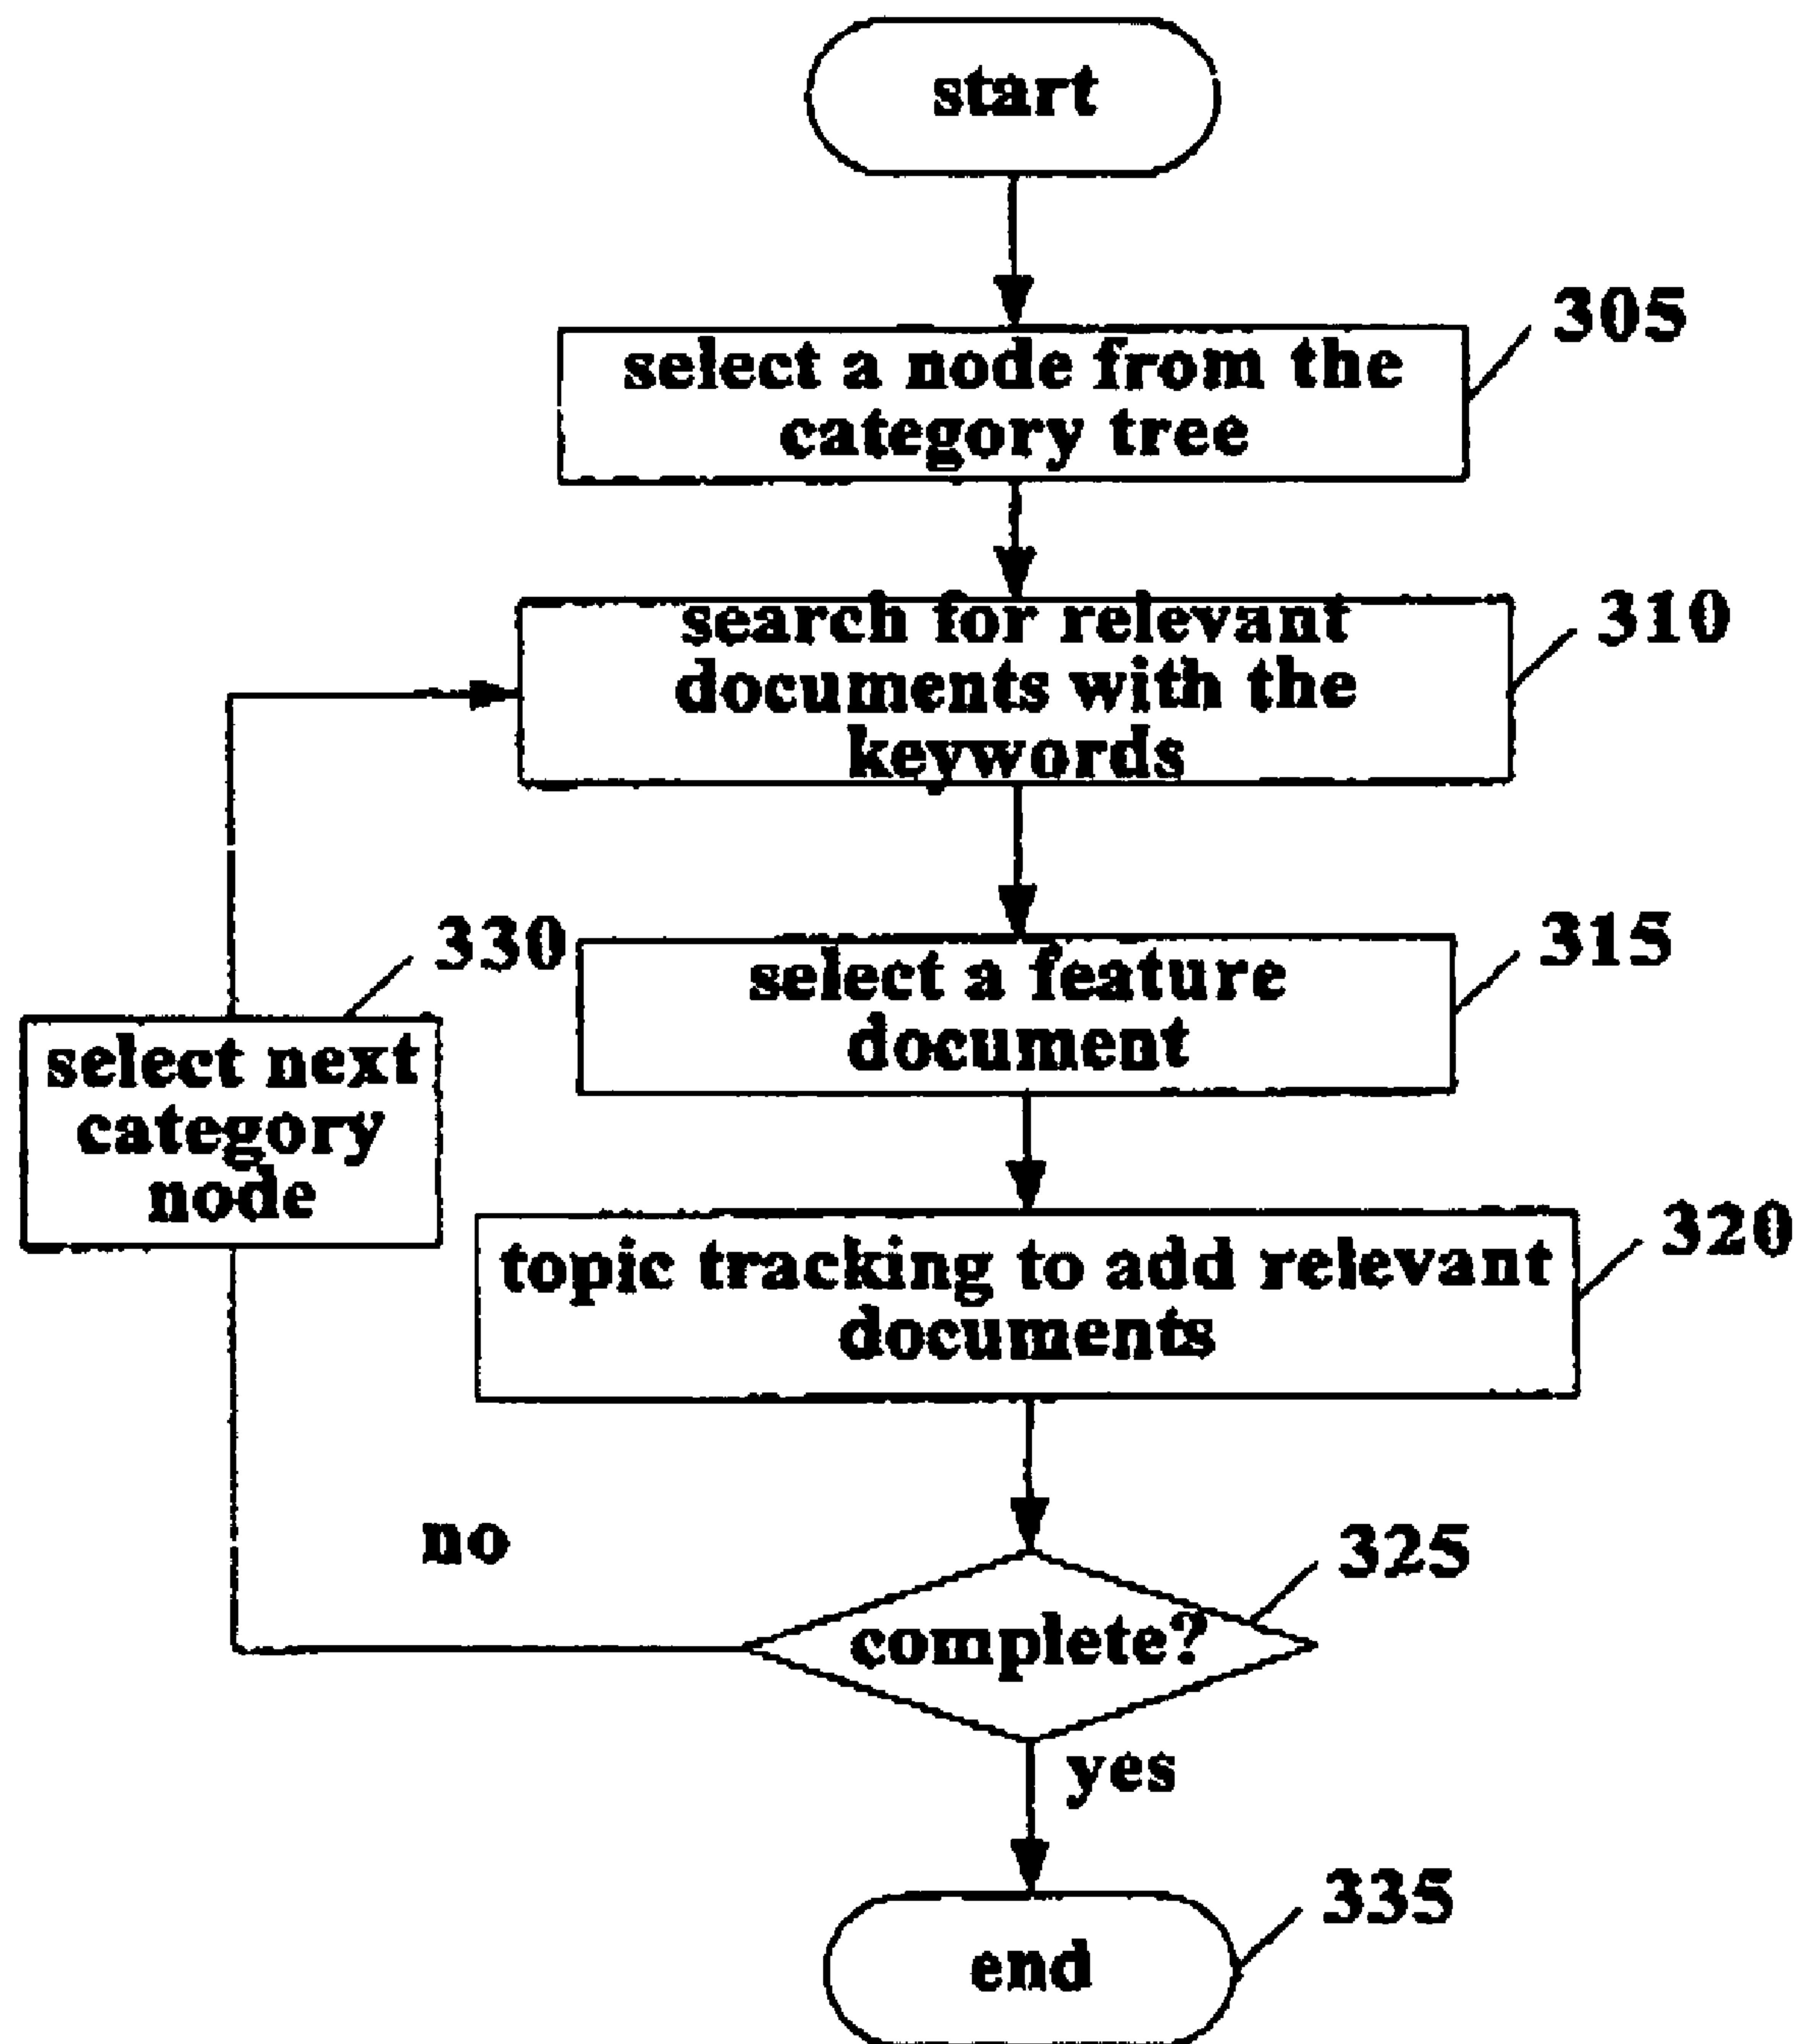 start
305
select a node from the
category tree
310
search for relevant
documents with the
keywords
315
select a feature
document
330
select next
category
node
320
topic tracking to add relevant
documents
no
325
complete?
yes
335
end